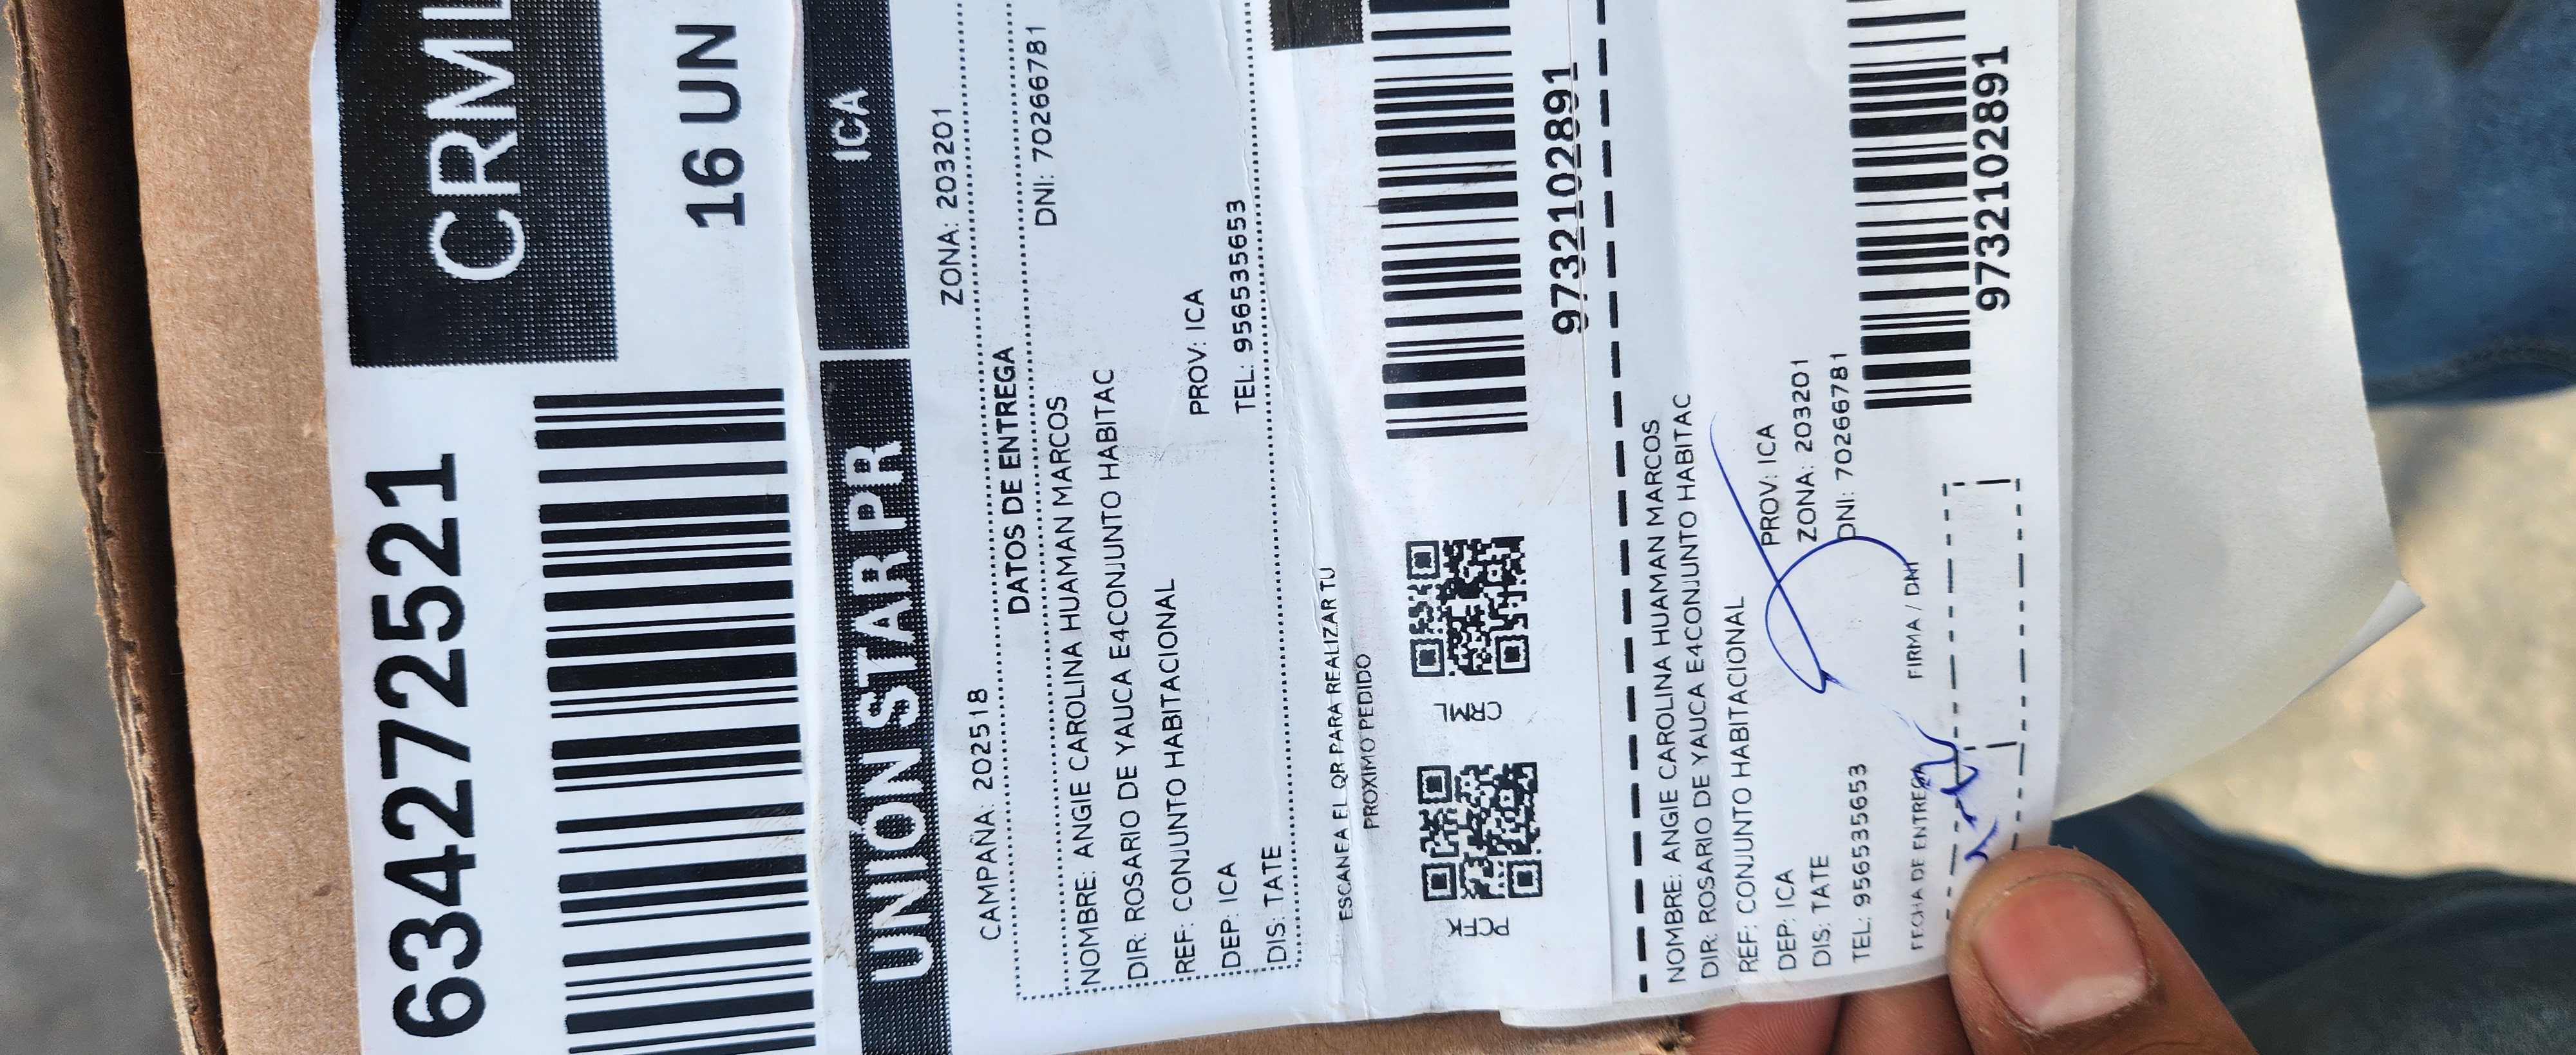 6342772521
CRML
16 UN
UNIÓN STAR PR
ICA
CAMPAÑA: 202518
ZONA: 203201
DATOS DE ENTREGA
NOMBRE: ANGIE CAROLINA HUAMAN MARCOS
DNI: 70266781
DIR: ROSARIO DE YAUCA E4CONJUNTO HABITAC
REF: CONJUNTO HABITACIONAL
DEP: ICA
PROV: ICA
DIS: TATE
TEL: 956535653
ESCANEA EL QR PARA REALIZAR TU
PROXIMO PEDIDO
PCFK
CRML
9732102891
NOMBRE: ANGIE CAROLINA HUAMAN MARCOS
DIR: ROSARIO DE YAUCA E4CONJUNTO HABITAC
REF: CONJUNTO HABITACIONAL
DEP: ICA
PROV: ICA
DIS: TATE
ZONA: 203201
TEL: 956535653
DNI: 70266781
FECHA DE ENTREGA
FIRMA / DNI
9732102891